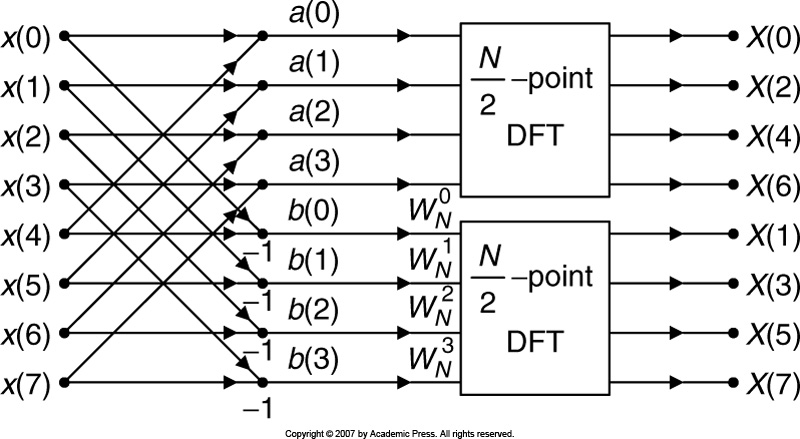 x(0) a(0) X(0)
x(1) a(1) N/2 –point X(2)
x(2) a(2) DFT X(4)
x(3) a(3) X(6)
x(4) b(0) W_N^0 X(1)
–1
x(5) b(1) W_N^1 N/2 –point X(3)
–1
x(6) b(2) W_N^2 DFT X(5)
–1
x(7) b(3) W_N^3 X(7)
–1
Copyright © 2007 by Academic Press. All rights reserved.